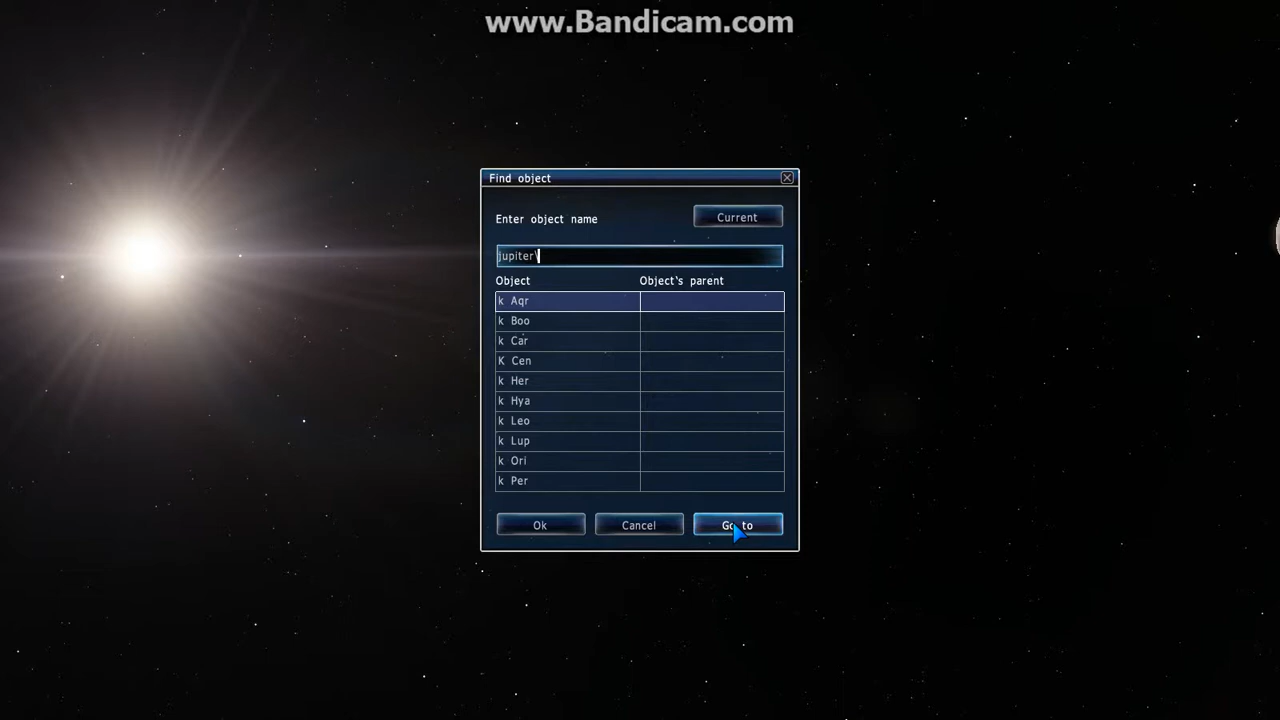 www.Bandicam.com
Find object
Enter object name
Current
jupiter\
Object Object's parent
k Aqr
k Boo
k Car
K Cen
k Her
k Hya
k Leo
k Lup
k Ori
k Per
Ok Cancel Go to